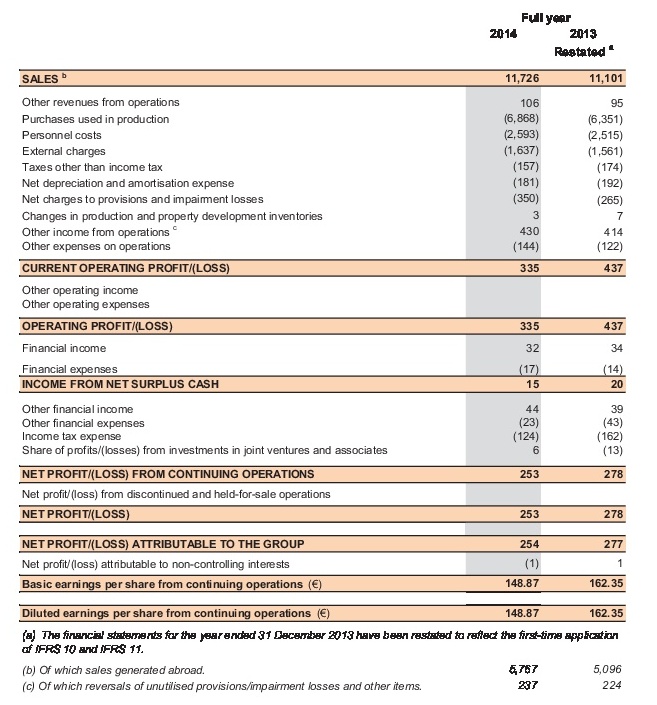 Full year
2014 2013
Restated a
SALES b 11,726 11,101
Other revenues from operations 106 95
Purchases used in production (6,868) (6,351)
Personnel costs (2,593) (2,515)
External charges (1,637) (1,561)
Taxes other than income tax (157) (174)
Net depreciation and amortisation expense (181) (192)
Net charges to provisions and impairment losses (350) (265)
Changes in production and property development inventories 3 7
Other income from operations c 430 414
Other expenses on operations (144) (122)
CURRENT OPERATING PROFIT/(LOSS) 335 437
Other operating income
Other operating expenses
OPERATING PROFIT/(LOSS) 335 437
Financial income 32 34
Financial expenses (17) (14)
INCOME FROM NET SURPLUS CASH 15 20
Other financial income 44 39
Other financial expenses (23) (43)
Income tax expense (124) (162)
Share of profits/(losses) from investments in joint ventures and associates 6 (13)
NET PROFIT/(LOSS) FROM CONTINUING OPERATIONS 253 278
Net profit/(loss) from discontinued and held-for-sale operations
NET PROFIT/(LOSS) 253 278
NET PROFIT/(LOSS) ATTRIBUTABLE TO THE GROUP 254 277
Net profit/(loss) attributable to non-controlling interests (1) 1
Basic earnings per share from continuing operations (€) 148.87 162.35
Diluted earnings per share from continuing operations (€) 148.87 162.35
(a) The financial statements for the year ended 31 December 2013 have been restated to reflect the first-time application
of IFRS 10 and IFRS 11.
(b) Of which sales generated abroad. 5,767 5,096
(c) Of which reversals of unutilised provisions/impairment losses and other items. 237 224